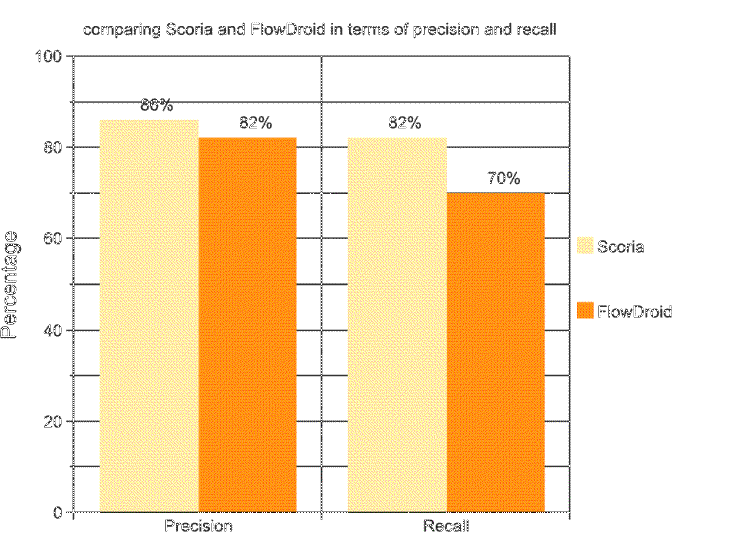 comparing Scoria and FlowDroid in terms of precision and recall
100
80
60
40
20
0
Percentage
86%
82%
82%
70%
Precision
Recall
Scoria
FlowDroid